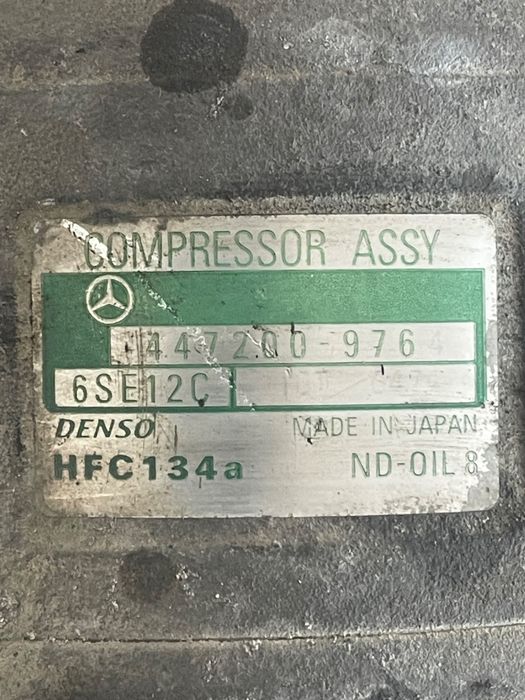 COMPRESSOR ASSY
447200-976
6SE12C
DENSO MADE IN JAPAN
HFC134a ND-OIL 8